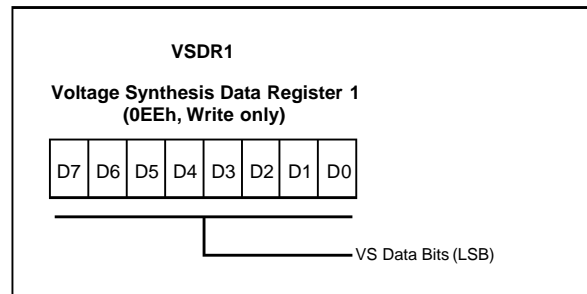 VSDR1
Voltage Synthesis Data Register 1
(0EEh, Write only)
D7 D6 D5 D4 D3 D2 D1 D0
VS Data Bits (LSB)